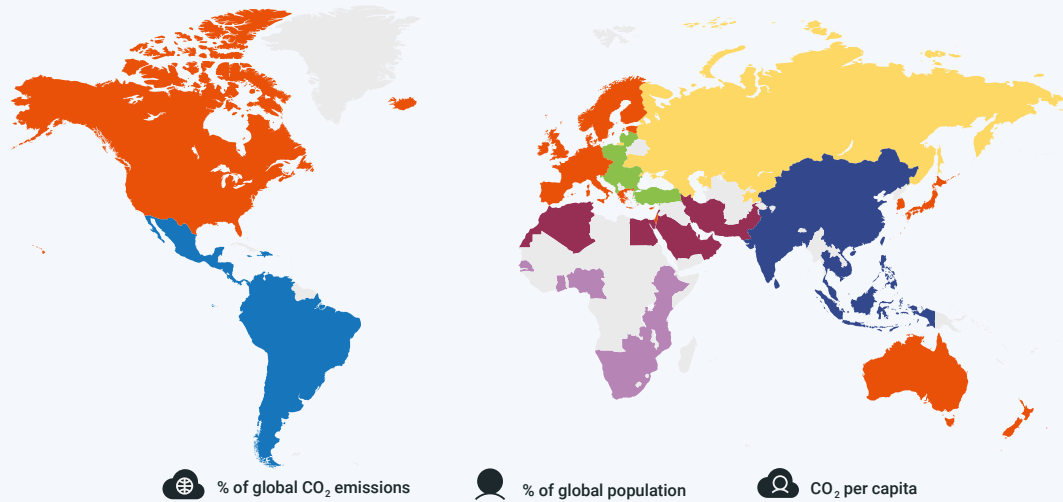 % of global CO₂ emissions
% of global population
CO₂ per capita